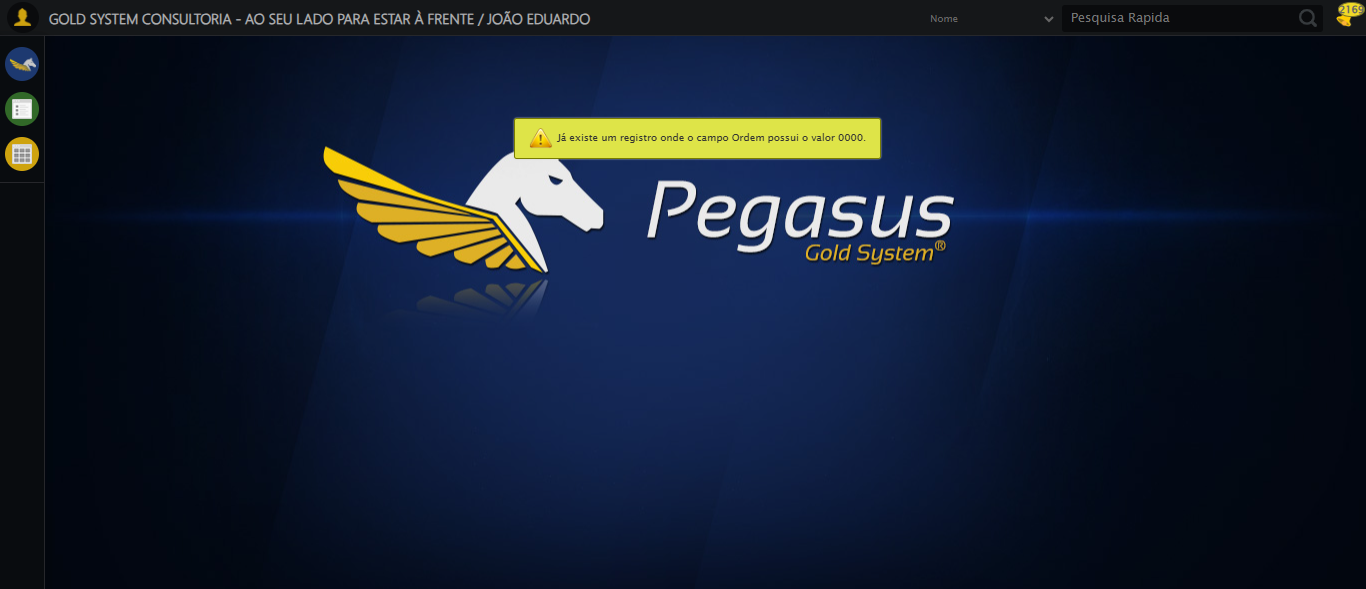 GOLD SYSTEM CONSULTORIA - AO SEU LADO PARA ESTAR À FRENTE / JOÃO EDUARDO
Nome
Pesquisa Rapida
2169
Já existe um registro onde o campo Ordem possui o valor 0000.
Pegasus
Gold System®